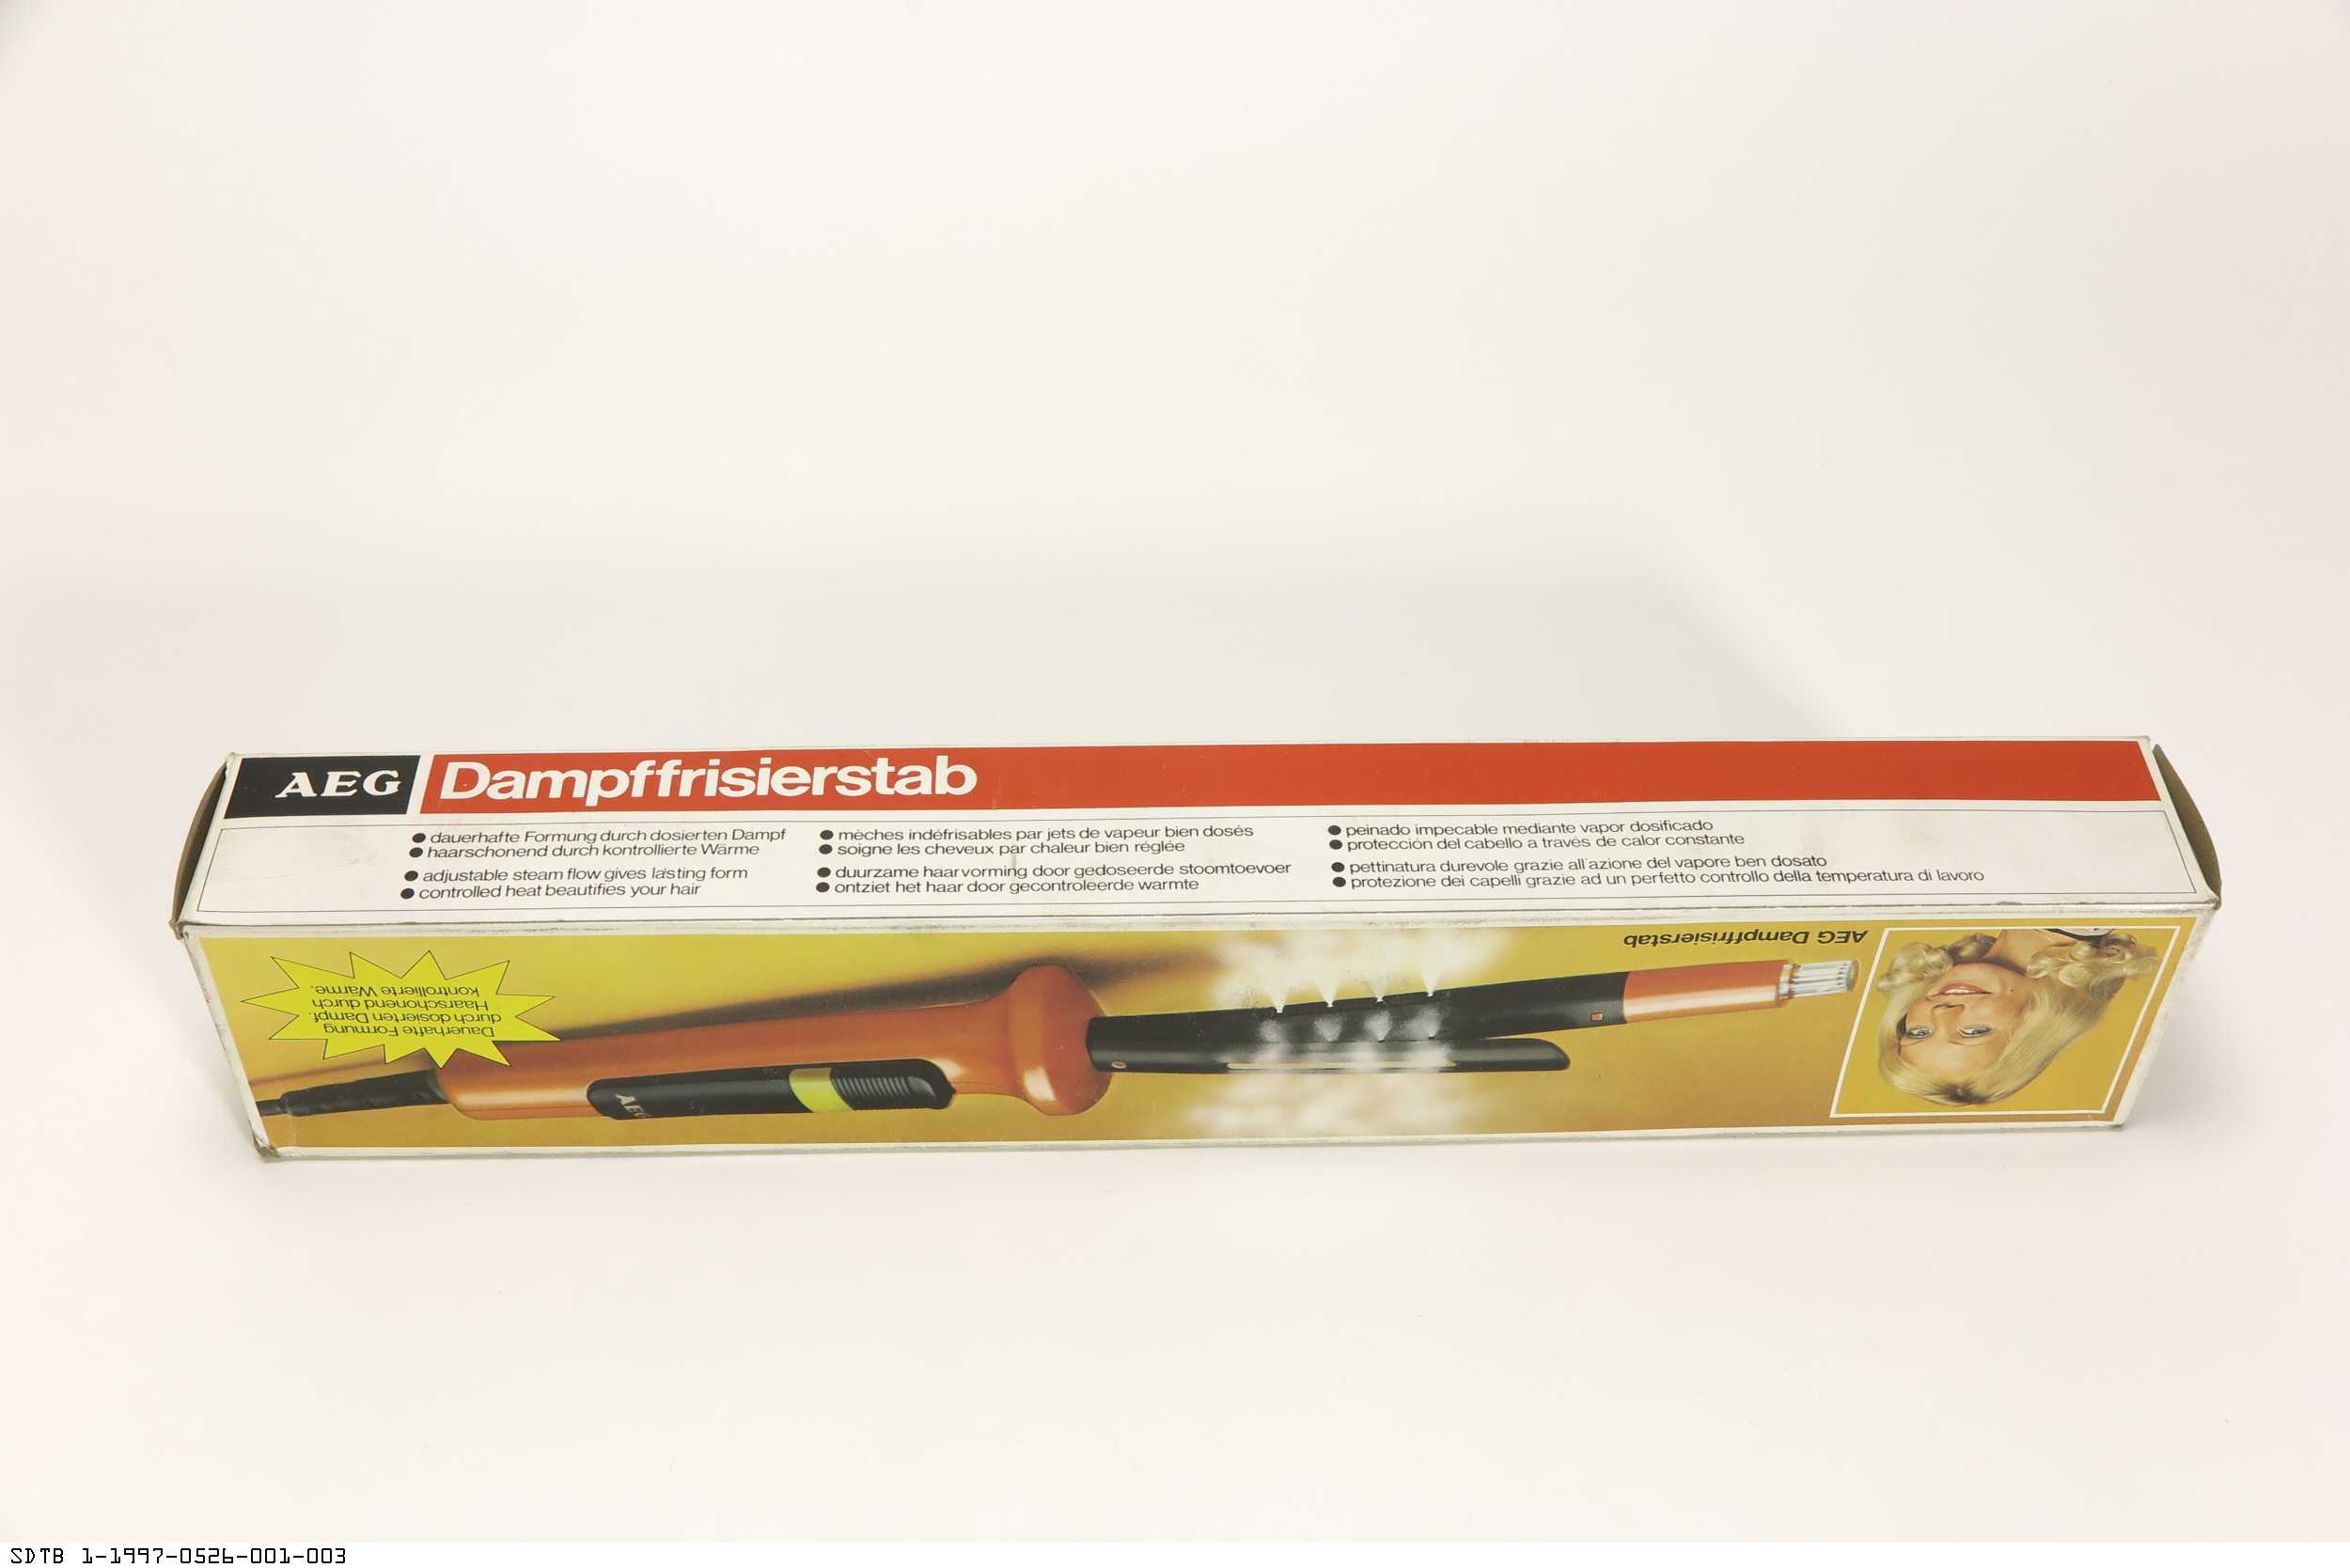 AEG Dampffrisierstab
● dauerhafte Formung durch dosierten Dampf
● haarschonend durch kontrollierte Wärme
● adjustable steam flow gives lasting form
● controlled heat beautifies your hair
● mèches indéfrisables par jets de vapeur bien dosés
● soigne les cheveux par chaleur bien réglée
● duurzame haarvorming door gedoseerde stoomtoevoer
● ontziet het haar door gecontroleerde warmte
● peinado impecable mediante vapor dosificado
● protección del cabello a través de calor constante
● pettinatura durevole grazie all'azione del vapore ben dosato
● protezione dei capelli grazie ad un perfetto controllo della temperatura di lavoro
AEG Dampffrisierstab
Dauerhafte Formung
durch dosierten Dampf.
Haarschonend durch
kontrollierte Wärme.
AEG
SDTB 1-1997-0526-001-003